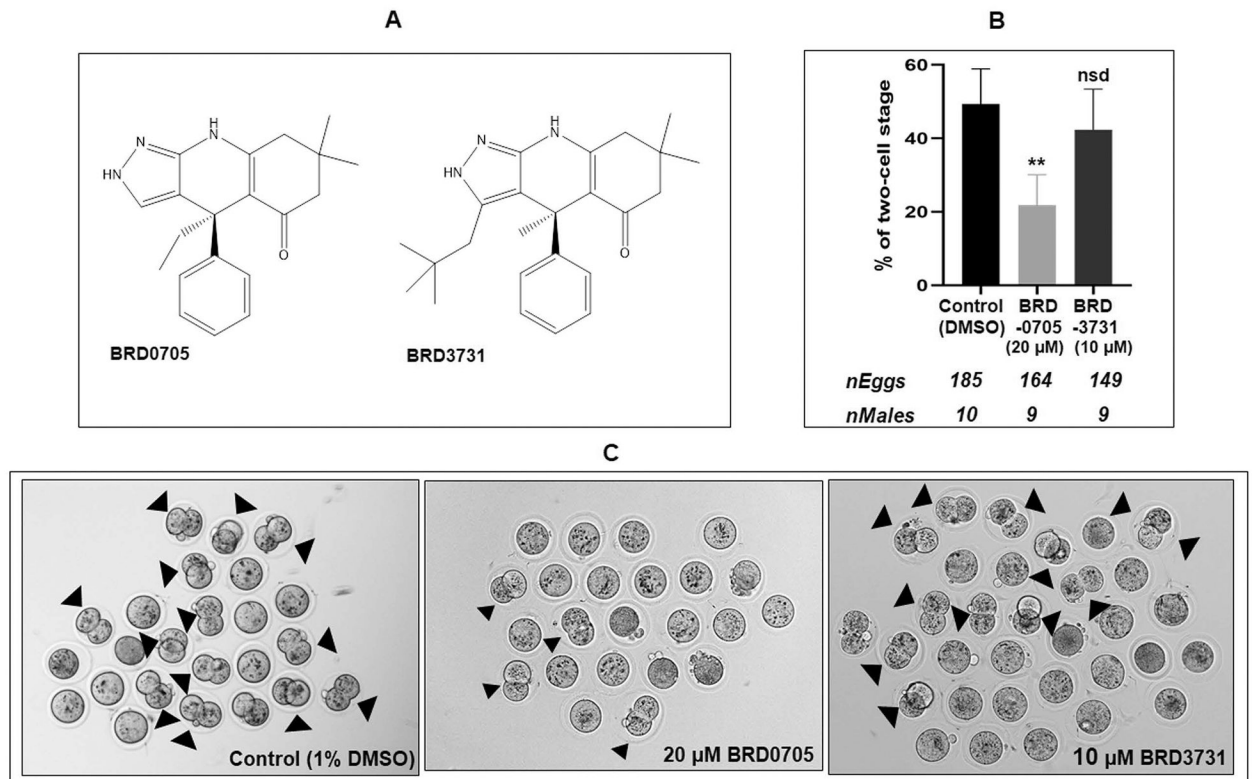 A
N
HN
H
N
O
BRD0705
N
HN
H
N
O
BRD3731
B
% of two-cell stage
60
40
20
0
**
nsd
Control
(DMSO)
BRD
-0705
(20 µM)
BRD
-3731
(10 µM)
nEggs 185 164 149
nMales 10 9 9
C
Control (1% DMSO)
20 µM BRD0705
10 µM BRD3731